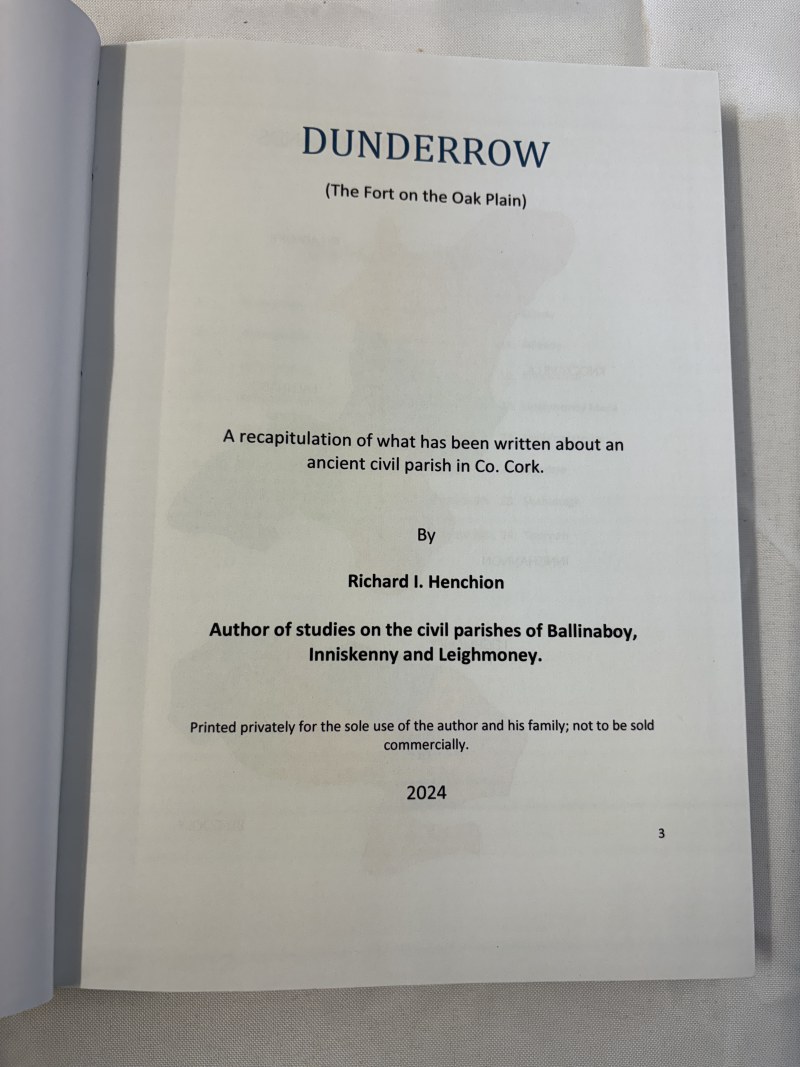 DUNDERROW
(The Fort on the Oak Plain)
A recapitulation of what has been written about an
ancient civil parish in Co. Cork.
By
Richard I. Henchion
Author of studies on the civil parishes of Ballinaboy,
Inniskenny and Leighmoney.
Printed privately for the sole use of the author and his family; not to be sold
commercially.
2024
3